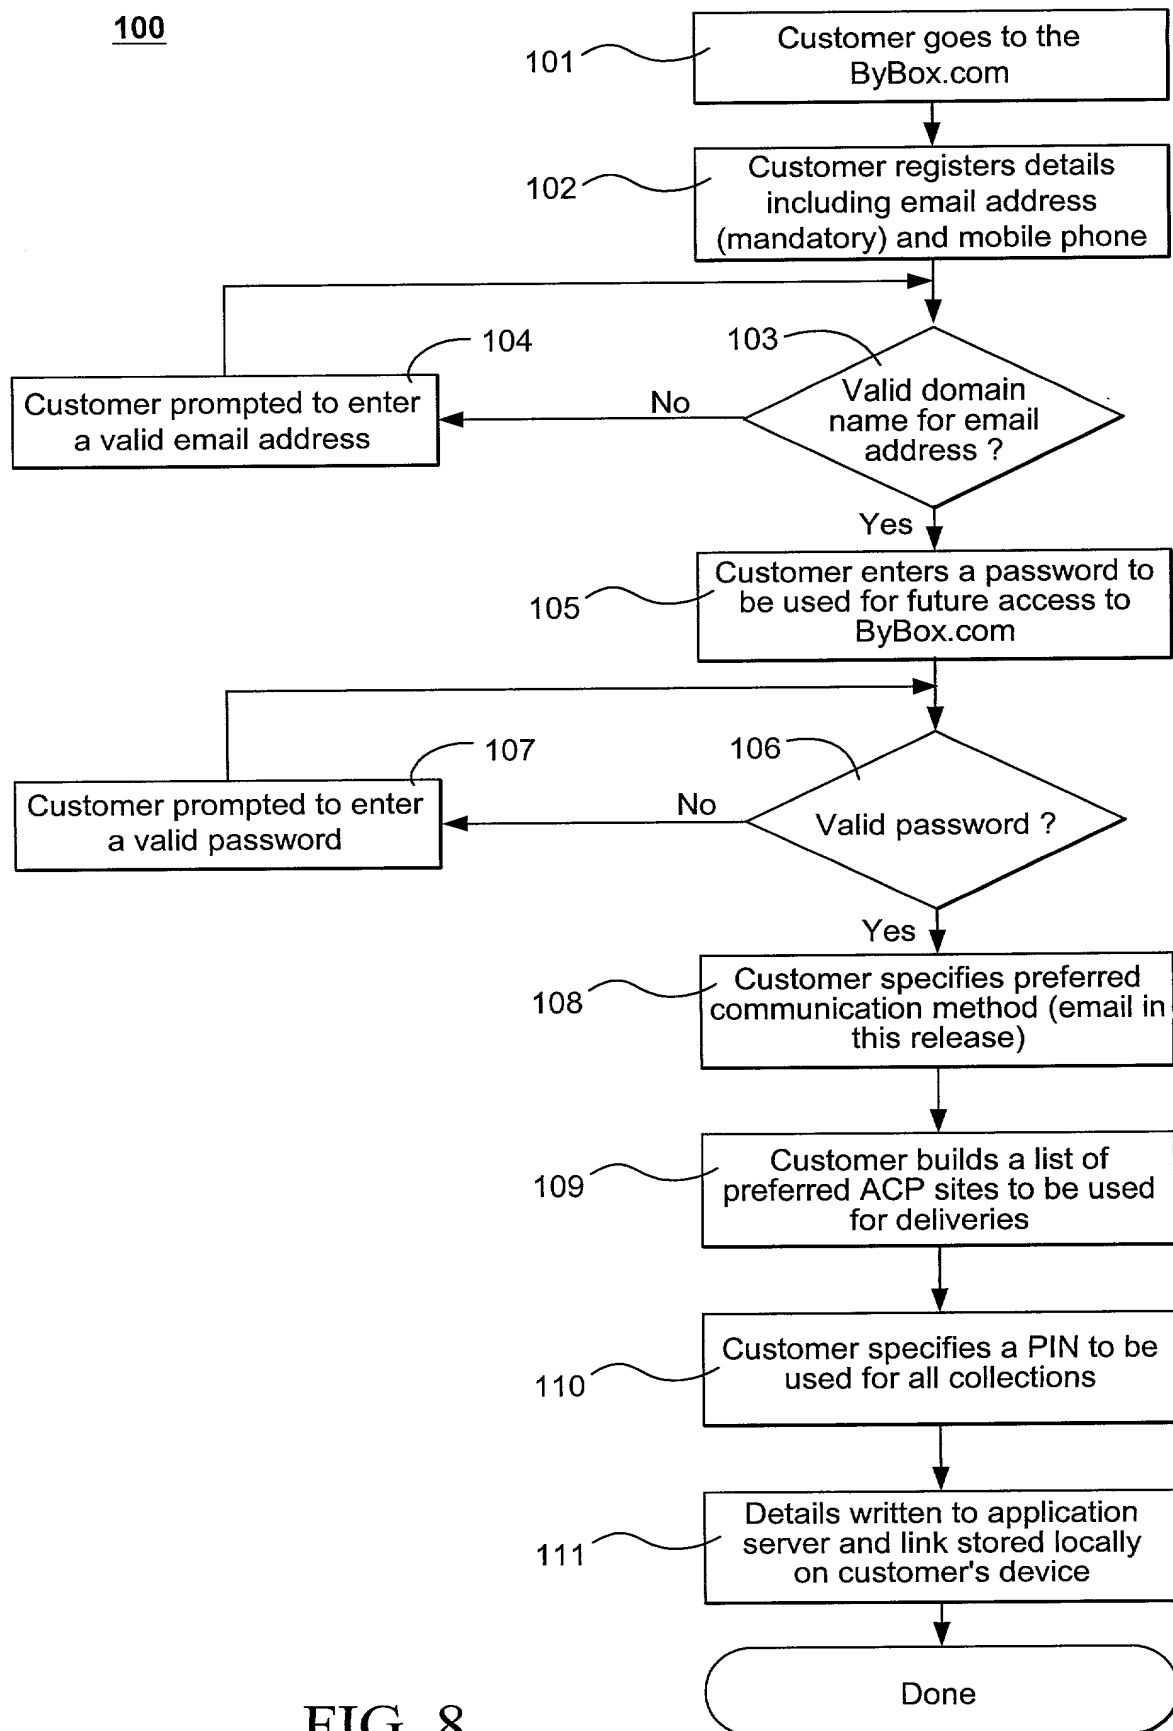 100
101
Customer goes to the
ByBox.com
102
Customer registers details
including email address
(mandatory) and mobile phone
103
Valid domain
name for email
address ?
No
104
Customer prompted to enter
a valid email address
Yes
105
Customer enters a password to
be used for future access to
ByBox.com
106
Valid password ?
No
107
Customer prompted to enter
a valid password
Yes
108
Customer specifies preferred
communication method (email in
this release)
109
Customer builds a list of
preferred ACP sites to be used
for deliveries
110
Customer specifies a PIN to be
used for all collections
111
Details written to application
server and link stored locally
on customer's device
Done
FIG. 8